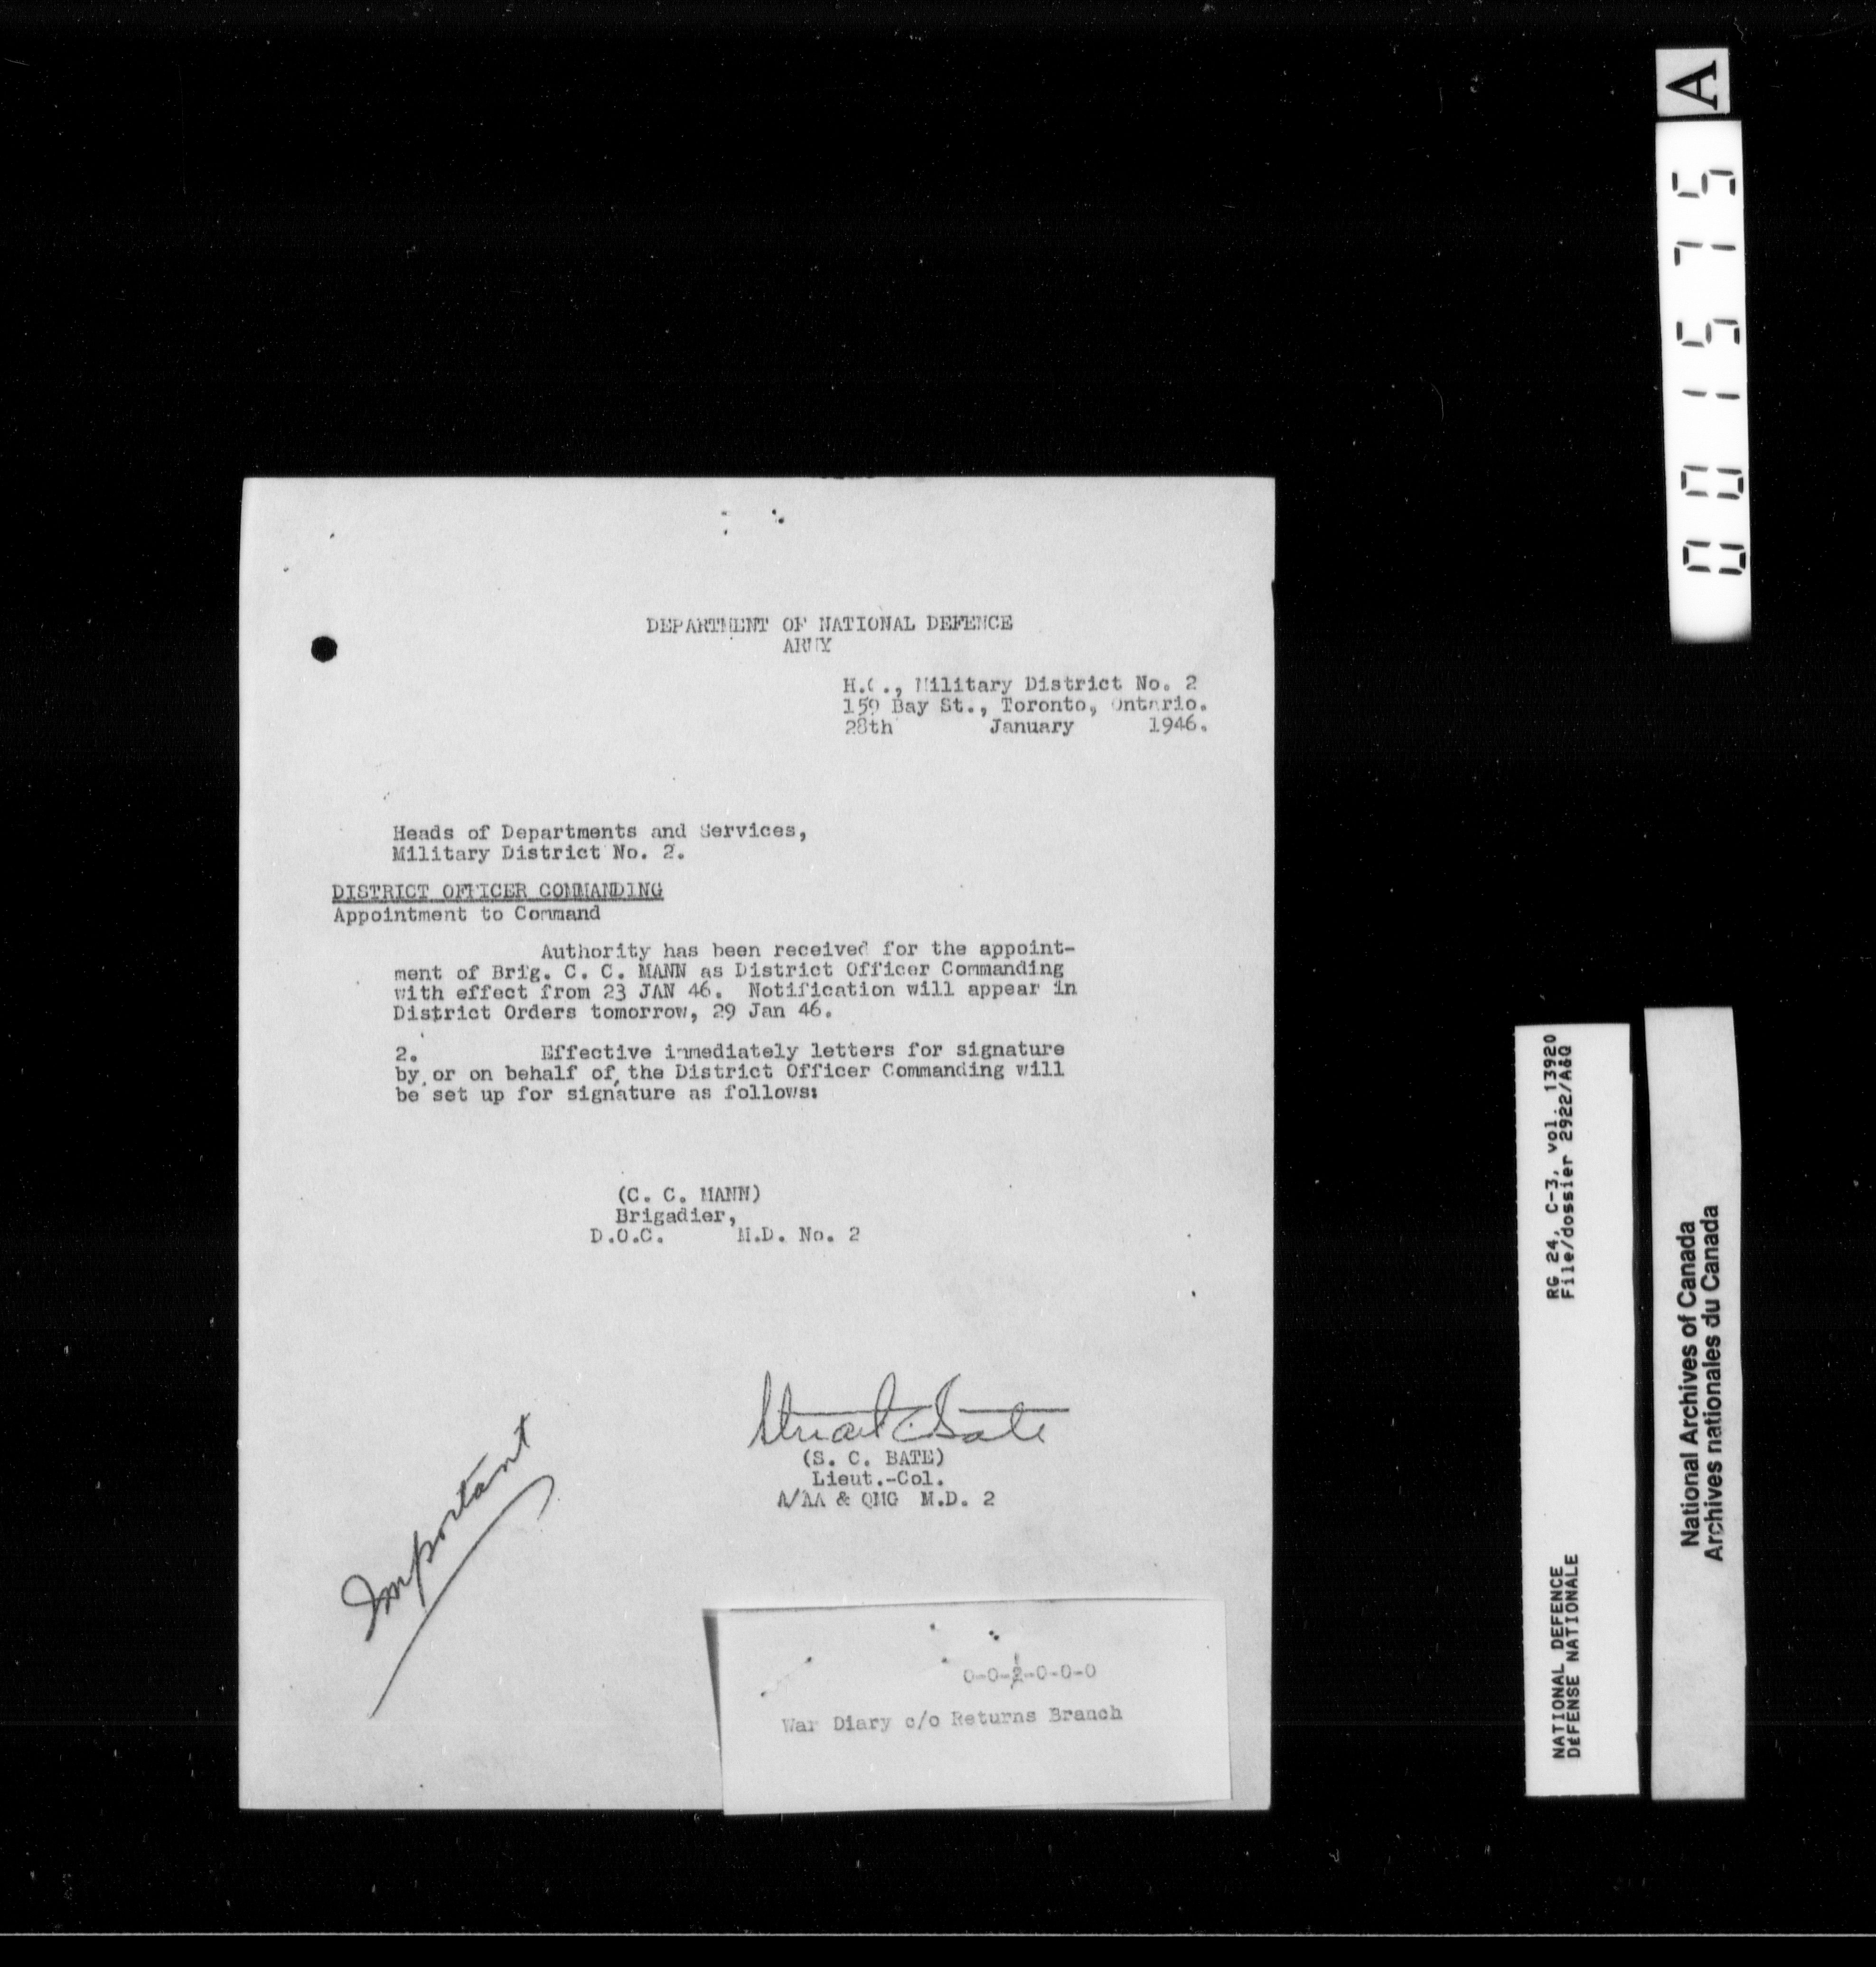 DEPARTMENT OF NATIONAL DEFENCE
ARMY
H.Q., Military District No. 2
159 Bay St., Toronto, Ontario.
28th January 1946.
Heads of Departments and Services,
Military District No. 2.
DISTRICT OFFICER COMMANDING
Appointment to Command
Authority has been received for the appoint-
ment of Brig. C. C. MANN as District Officer Commanding
with effect from 23 JAN 46. Notification will appear in
District Orders tomorrow, 29 Jan 46.
2. Effective immediately letters for signature
by, or on behalf of, the District Officer Commanding will
be set up for signature as follows:
(C. C. MANN)
Brigadier,
D.O.C. M.D. No. 2
Stuart C Bate
(S. C. BATE)
Lieut.-Col.
A/AA & QMG M.D. 2
Important
0-0-2-0-0-0
War Diary c/o Returns Branch
A
001575
RG 24, C-3, vol. 13920
File/dossier 2922/A&Q
NATIONAL DEFENCE
DÉFENSE NATIONALE
National Archives of Canada
Archives nationales du Canada